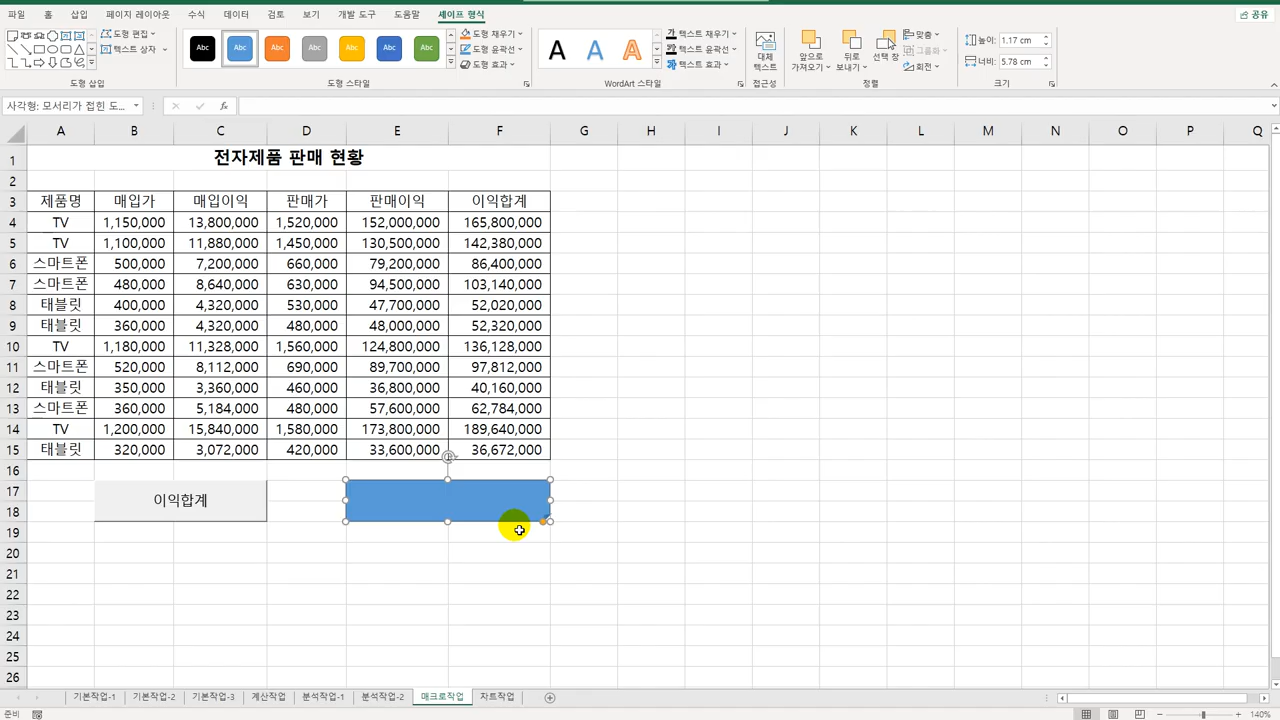 파일 홈 삽입 페이지 레이아웃 수식 데이터 검토 보기 개발 도구 도움말 셰이프 형식 공유
도형 편집
텍스트 상자
도형 삽입
Abc Abc Abc Abc Abc Abc Abc
도형 채우기
도형 윤곽선
도형 효과
도형 스타일
A A A
텍스트 채우기
텍스트 윤곽선
텍스트 효과
WordArt 스타일
대체
텍스트
접근성
앞으로
가져오기
뒤로
보내기
선택 창
맞춤
그룹화
회전
정렬
높이: 1.17 cm
너비: 5.78 cm
크기
사각형: 모서리가 접힌 도... fx
A B C D E F G H I J K L M N O P Q
1 전자제품 판매 현황
2
3 제품명 매입가 매입이익 판매가 판매이익 이익합계
4 TV 1,150,000 13,800,000 1,520,000 152,000,000 165,800,000
5 TV 1,100,000 11,880,000 1,450,000 130,500,000 142,380,000
6 스마트폰 500,000 7,200,000 660,000 79,200,000 86,400,000
7 스마트폰 480,000 8,640,000 630,000 94,500,000 103,140,000
8 태블릿 400,000 4,320,000 530,000 47,700,000 52,020,000
9 태블릿 360,000 4,320,000 480,000 48,000,000 52,320,000
10 TV 1,180,000 11,328,000 1,560,000 124,800,000 136,128,000
11 스마트폰 520,000 8,112,000 690,000 89,700,000 97,812,000
12 태블릿 350,000 3,360,000 460,000 36,800,000 40,160,000
13 스마트폰 360,000 5,184,000 480,000 57,600,000 62,784,000
14 TV 1,200,000 15,840,000 1,580,000 173,800,000 189,640,000
15 태블릿 320,000 3,072,000 420,000 33,600,000 36,672,000
16
17 이익합계
18
19
20
21
22
23
24
25
26
기본작업-1 기본작업-2 기본작업-3 계산작업 분석작업-1 분석작업-2 매크로작업 차트작업
준비 140%